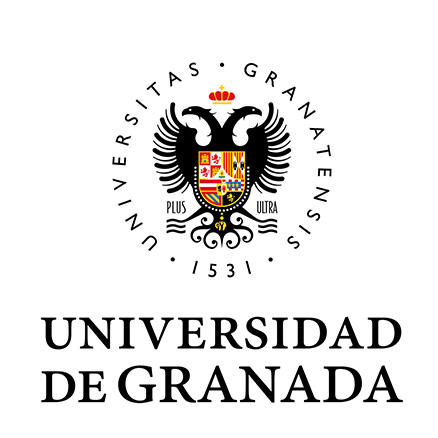 UNIVERSITAS · GRANATENSIS
PLUS ULTRA
· 1531 ·
UNIVERSIDAD
DE GRANADA